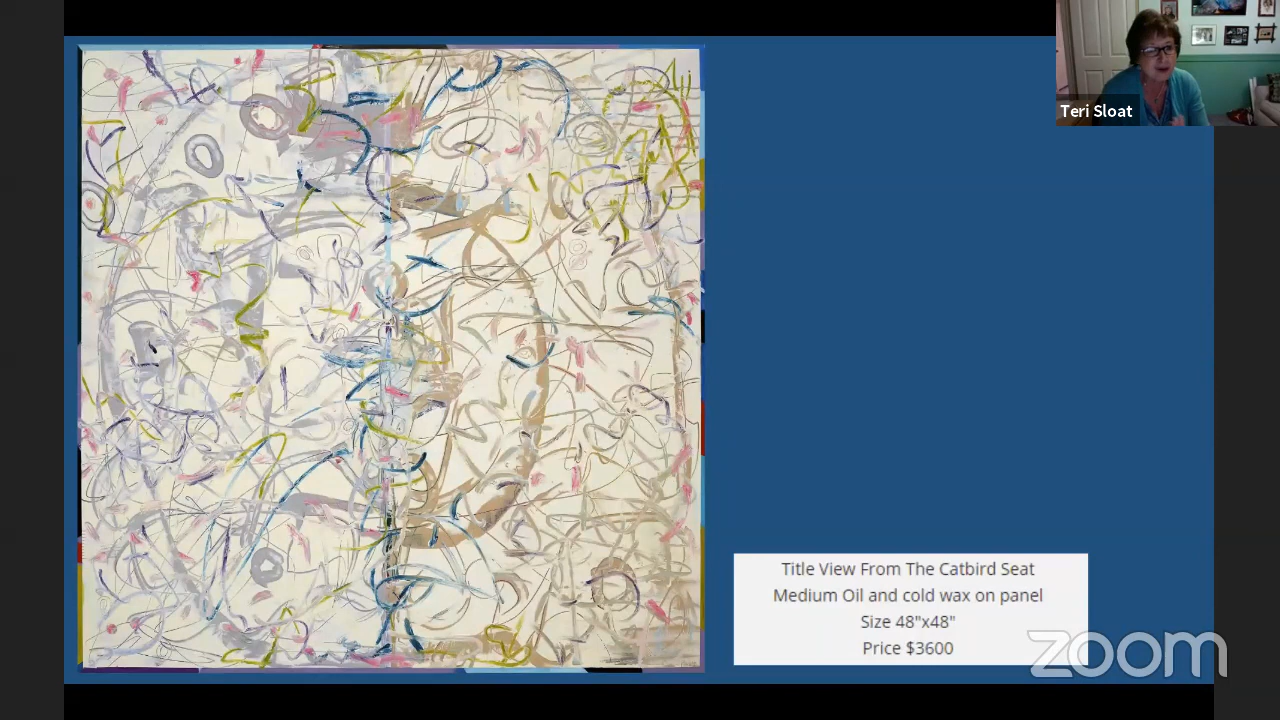 Teri Sloat
Title View From The Catbird Seat
Medium Oil and cold wax on panel
Size 48"x48"
Price $3600
zoom